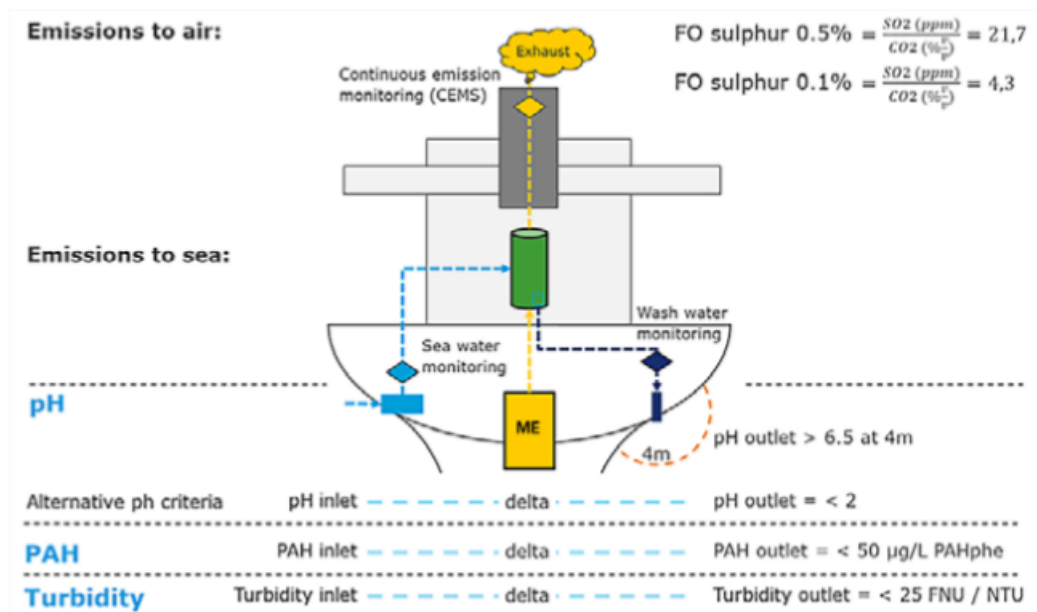 Emissions to air:
Exhaust
Continuous emission
monitoring (CEMS)
FO sulphur 0.5% = SO2 (ppm) / CO2 (% v/v) = 21,7
FO sulphur 0.1% = SO2 (ppm) / CO2 (% v/v) = 4,3
Emissions to sea:
Sea water
monitoring
Wash water
monitoring
pH
ME
4m
pH outlet > 6.5 at 4m
Alternative ph criteria pH inlet delta pH outlet = < 2
PAH PAH inlet delta PAH outlet = < 50 µg/L PAHphe
Turbidity Turbidity inlet delta Turbidity outlet = < 25 FNU / NTU